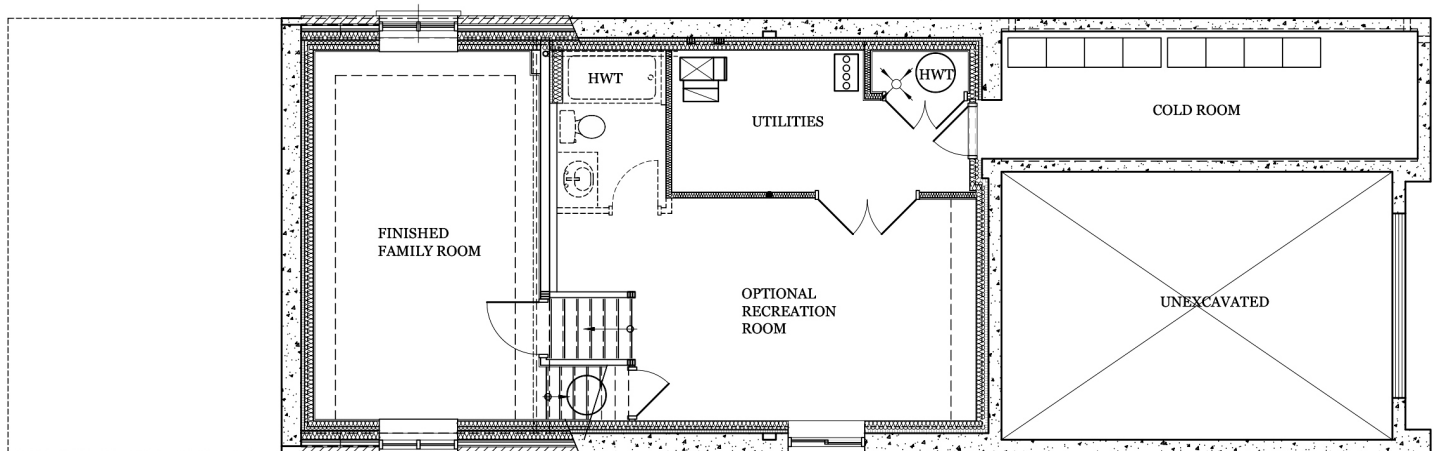 HWT
HWT
UTILITIES
COLD ROOM
FINISHED
FAMILY ROOM
OPTIONAL
RECREATION
ROOM
UNEXCAVATED